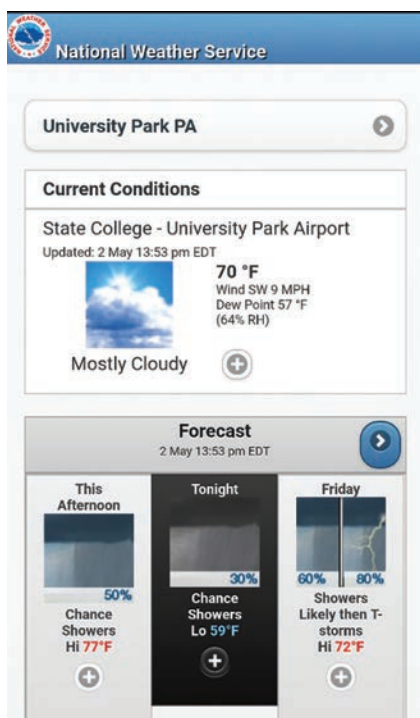 NATIONAL WEATHER SERVICE
National Weather Service
University Park PA
Current Conditions
State College - University Park Airport
Updated: 2 May 13:53 pm EDT
70 °F
Wind SW 9 MPH
Dew Point 57 °F
(64% RH)
Mostly Cloudy
Forecast
2 May 13:53 pm EDT
This
Afternoon
50%
Chance
Showers
Hi 77°F
Tonight
30%
Chance
Showers
Lo 59°F
Friday
60% 80%
Showers
Likely then T-
storms
Hi 72°F